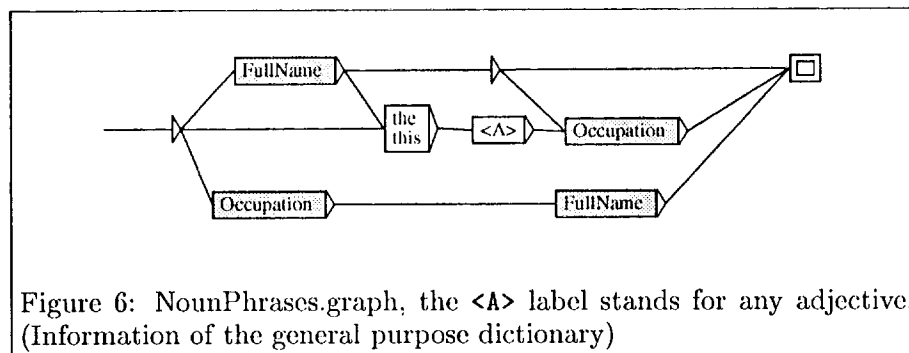 FullName
the
this
<A>
Occupation
Occupation
FullName
Figure 6: NounPhrases.graph, the <A> label stands for any adjective
(Information of the general purpose dictionary)